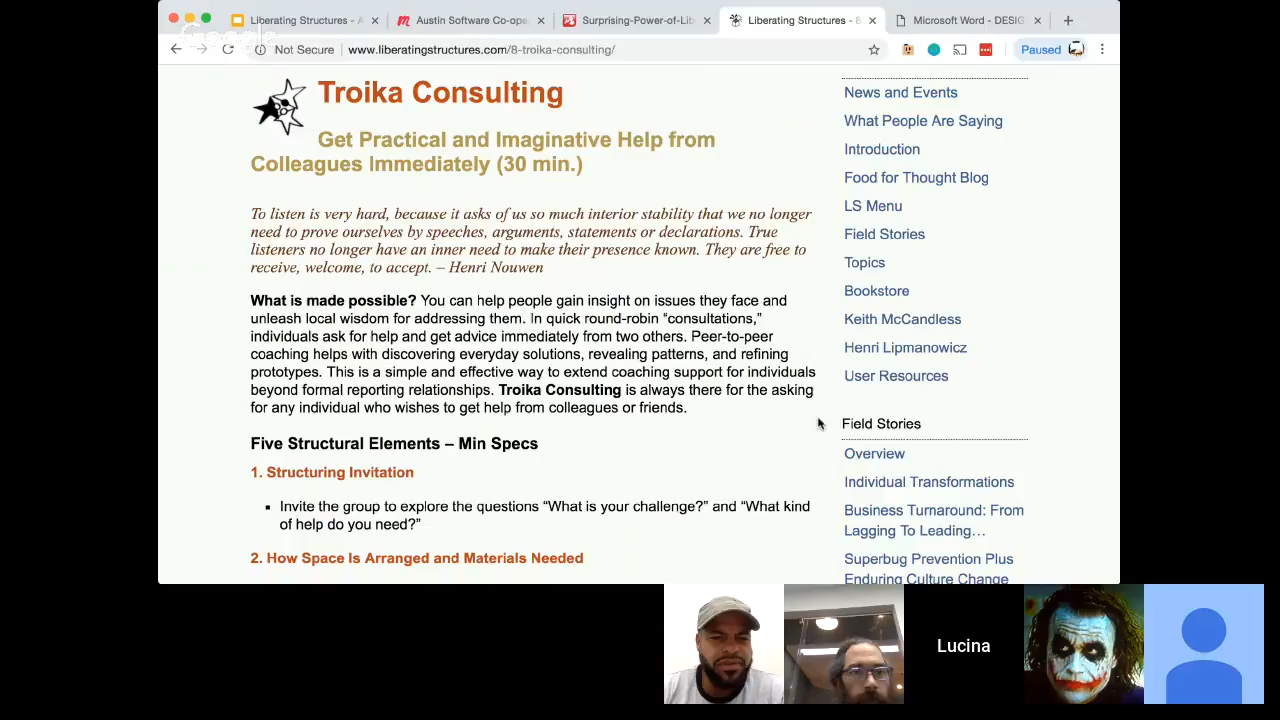 Liberating Structures - A
Austin Software Co-ope
Surprising-Power-of-Lib
Liberating Structures - 8
Microsoft Word - DESIG
Google
Not Secure
www.liberatingstructures.com/8-troika-consulting/
Paused
Troika Consulting
Get Practical and Imaginative Help from
Colleagues Immediately (30 min.)
To listen is very hard, because it asks of us so much interior stability that we no longer
need to prove ourselves by speeches, arguments, statements or declarations. True
listeners no longer have an inner need to make their presence known. They are free to
receive, welcome, to accept. – Henri Nouwen
What is made possible? You can help people gain insight on issues they face and
unleash local wisdom for addressing them. In quick round-robin “consultations,”
individuals ask for help and get advice immediately from two others. Peer-to-peer
coaching helps with discovering everyday solutions, revealing patterns, and refining
prototypes. This is a simple and effective way to extend coaching support for individuals
beyond formal reporting relationships. Troika Consulting is always there for the asking
for any individual who wishes to get help from colleagues or friends.
Five Structural Elements – Min Specs
1. Structuring Invitation
▪ Invite the group to explore the questions “What is your challenge?” and “What kind
of help do you need?”
2. How Space Is Arranged and Materials Needed
News and Events
What People Are Saying
Introduction
Food for Thought Blog
LS Menu
Field Stories
Topics
Bookstore
Keith McCandless
Henri Lipmanowicz
User Resources
Field Stories
Overview
Individual Transformations
Business Turnaround: From
Lagging To Leading…
Superbug Prevention Plus
Enduring Culture Change
Lucina